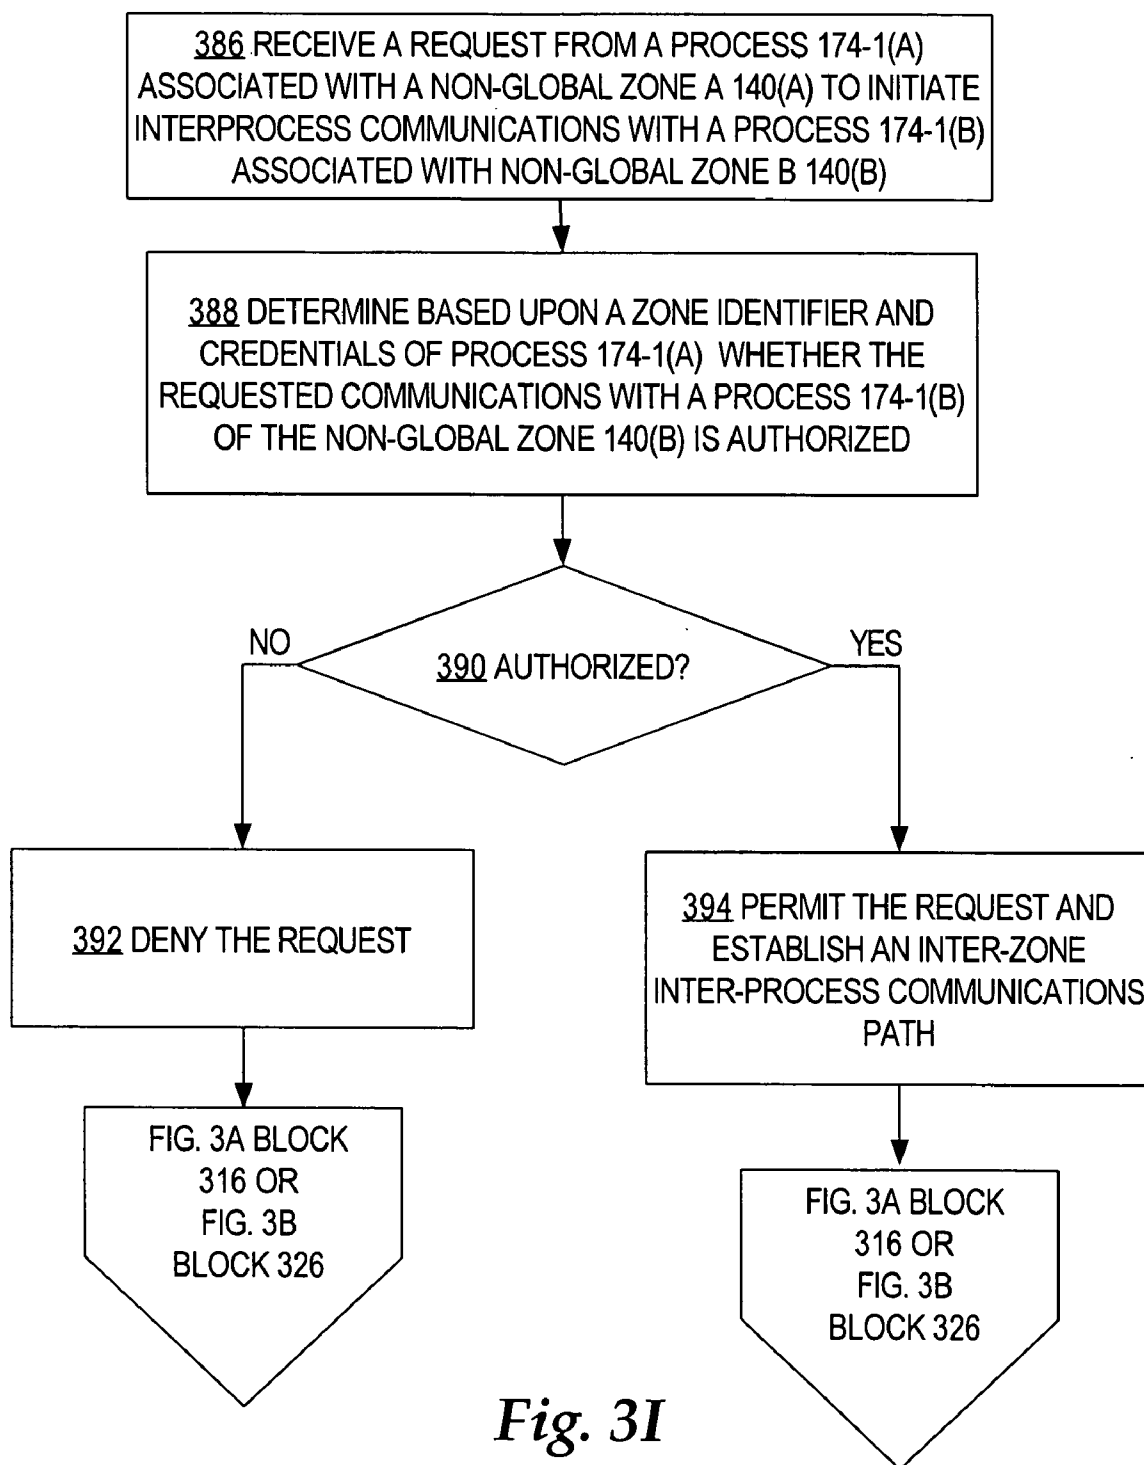 386 RECEIVE A REQUEST FROM A PROCESS 174-1(A)
ASSOCIATED WITH A NON-GLOBAL ZONE A 140(A) TO INITIATE
INTERPROCESS COMMUNICATIONS WITH A PROCESS 174-1(B)
ASSOCIATED WITH NON-GLOBAL ZONE B 140(B)
388 DETERMINE BASED UPON A ZONE IDENTIFIER AND
CREDENTIALS OF PROCESS 174-1(A) WHETHER THE
REQUESTED COMMUNICATIONS WITH A PROCESS 174-1(B)
OF THE NON-GLOBAL ZONE 140(B) IS AUTHORIZED
NO
YES
390 AUTHORIZED?
392 DENY THE REQUEST
394 PERMIT THE REQUEST AND
ESTABLISH AN INTER-ZONE
INTER-PROCESS COMMUNICATIONS
PATH
FIG. 3A BLOCK
316 OR
FIG. 3B
BLOCK 326
FIG. 3A BLOCK
316 OR
FIG. 3B
BLOCK 326
Fig. 3I